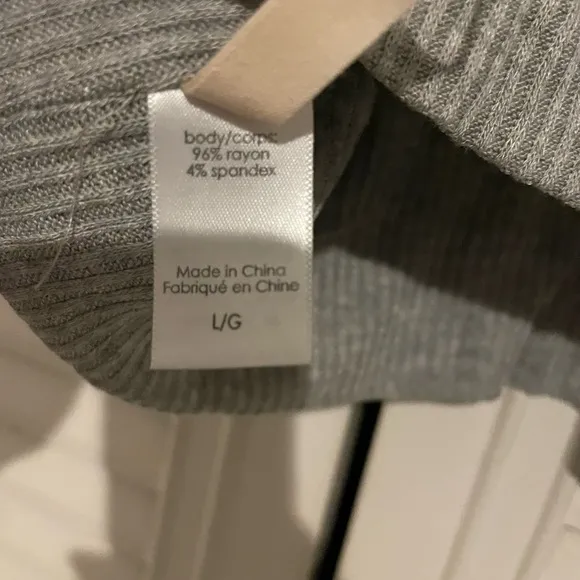 body/corps:
96% rayon
4% spandex
Made in China
Fabriqué en Chine
L/G